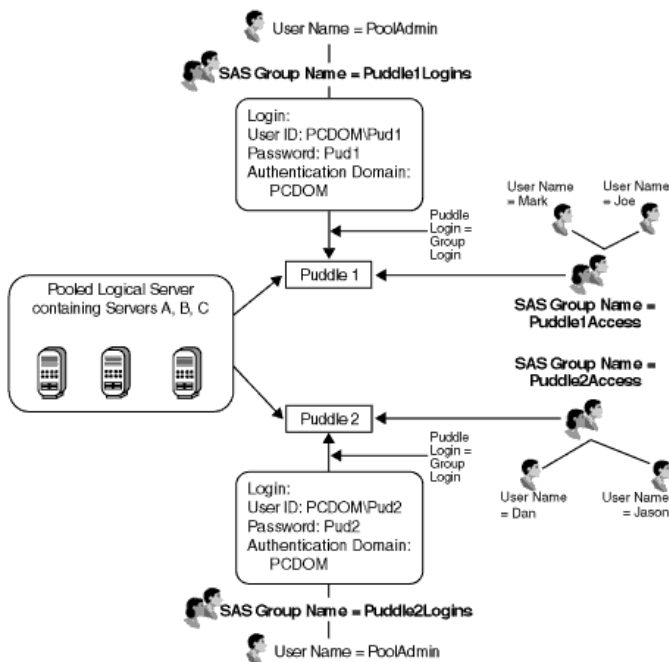 User Name = PoolAdmin
SAS Group Name = Puddle1Logins
Login:
User ID: PCDOM\Pud1
Password: Pud1
Authentication Domain:
PCDOM
Puddle
Login =
Group
Login
User Name
= Mark
User Name
= Joe
Puddle 1
SAS Group Name =
Puddle1Access
Pooled Logical Server
containing Servers A, B, C
SAS Group Name =
Puddle2Access
Puddle 2
Puddle
Login =
Group
Login
User Name
= Dan
User Name
= Jason
Login:
User ID: PCDOM\Pud2
Password: Pud2
Authentication Domain:
PCDOM
SAS Group Name = Puddle2Logins
User Name = PoolAdmin